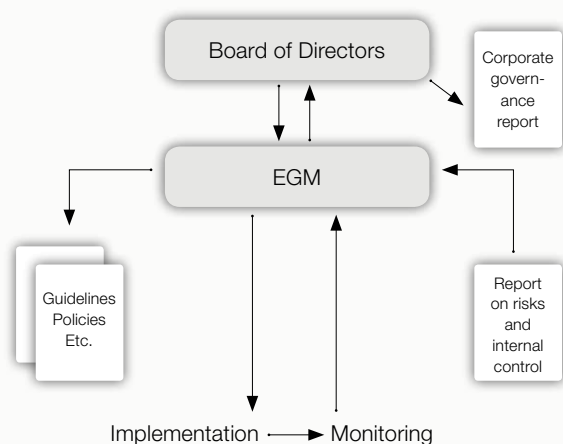 Board of Directors
Corporate
govern-
ance
report
EGM
Guidelines
Policies
Etc.
Report
on risks
and
internal
control
Implementation
Monitoring